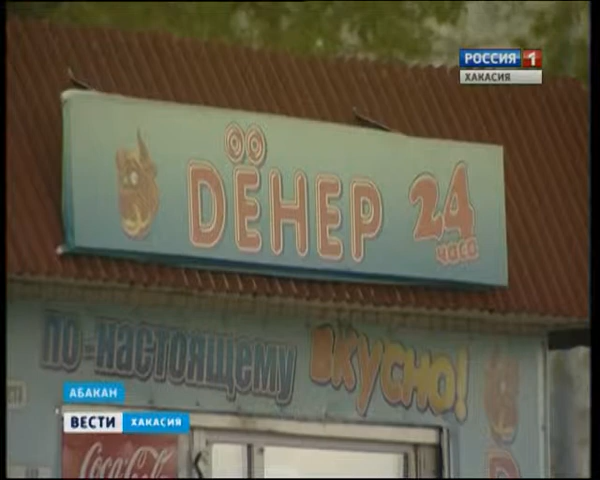 РОССИЯ 1
ХАКАСИЯ
DЁНЕР 24
часа
по-настоящему вкусно!
АБАКАН
ВЕСТИ ХАКАСИЯ
Coca-Cola